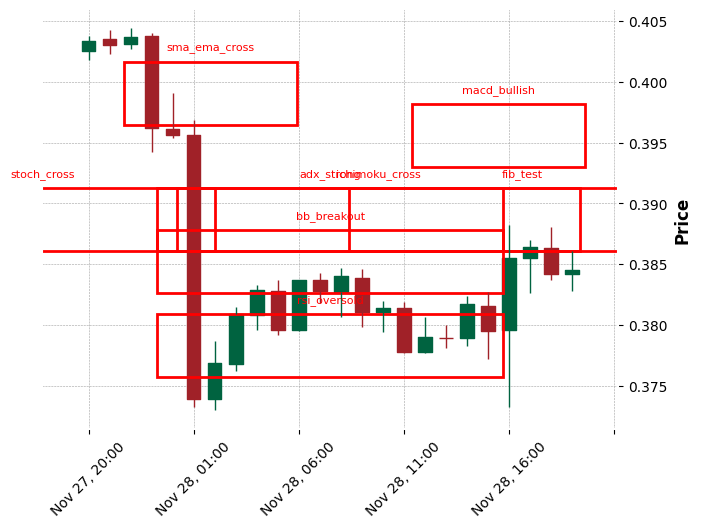 0.405
sma_ema_cross
0.400
macd_bullish
0.395
stoch_cross
adx_strong
ichimoku_cross
fib_test
0.390
bb_breakout
Price
0.385
rsi_oversold
0.380
0.375
Nov 27, 20:00
Nov 28, 01:00
Nov 28, 06:00
Nov 28, 11:00
Nov 28, 16:00